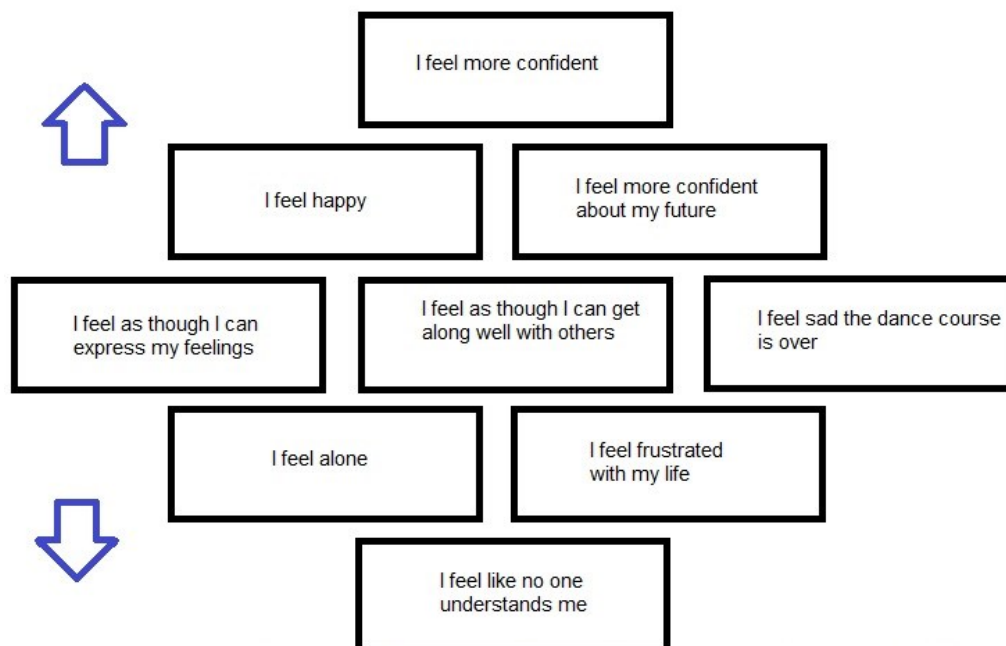 I feel more confident
I feel happy
I feel more confident
about my future
I feel as though I can
express my feelings
I feel as though I can get
along well with others
I feel sad the dance course
is over
I feel alone
I feel frustrated
with my life
I feel like no one
understands me